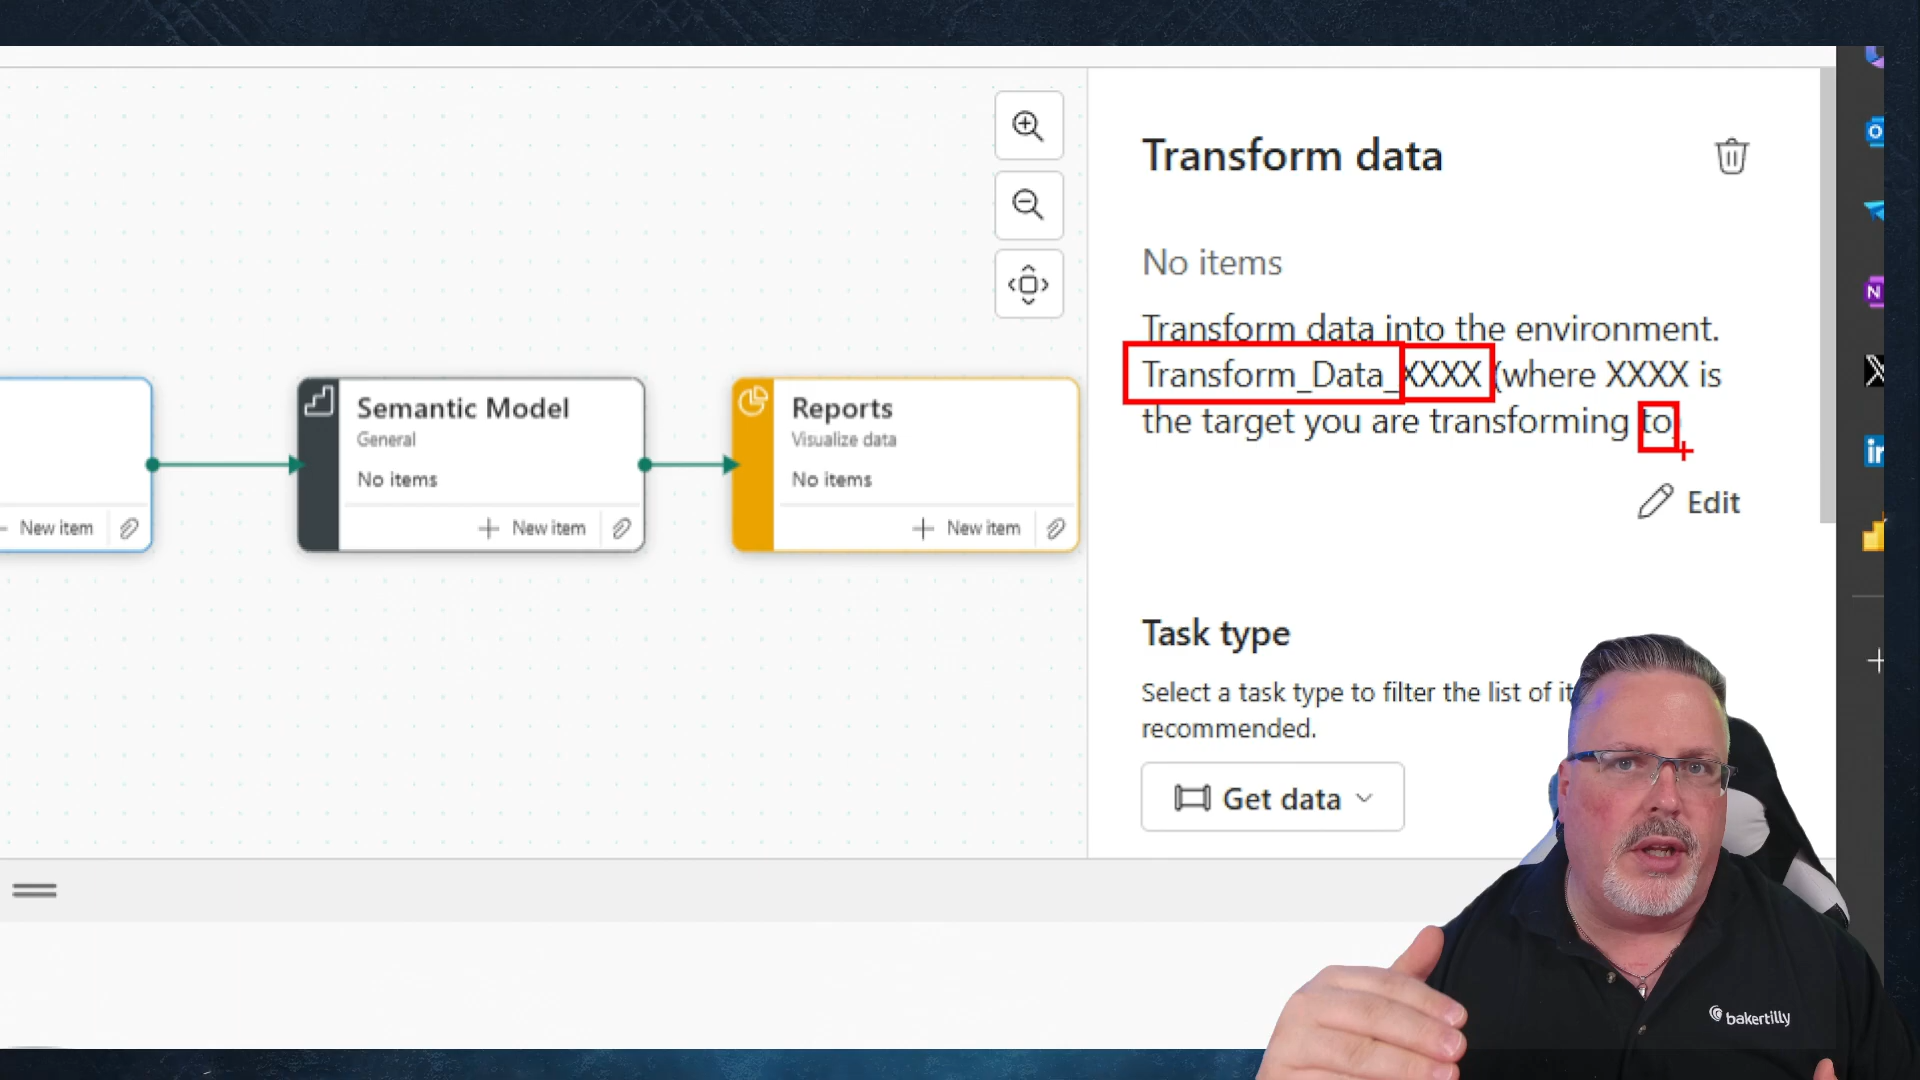 Transform data
No items
Transform data into the environment.
Transform_Data_XXXX (where XXXX is
the target you are transforming to
Edit
Semantic Model
General
No items
New item
New item
Reports
Visualize data
No items
New item
Task type
Select a task type to filter the list of it
recommended.
Get data
bakertilly